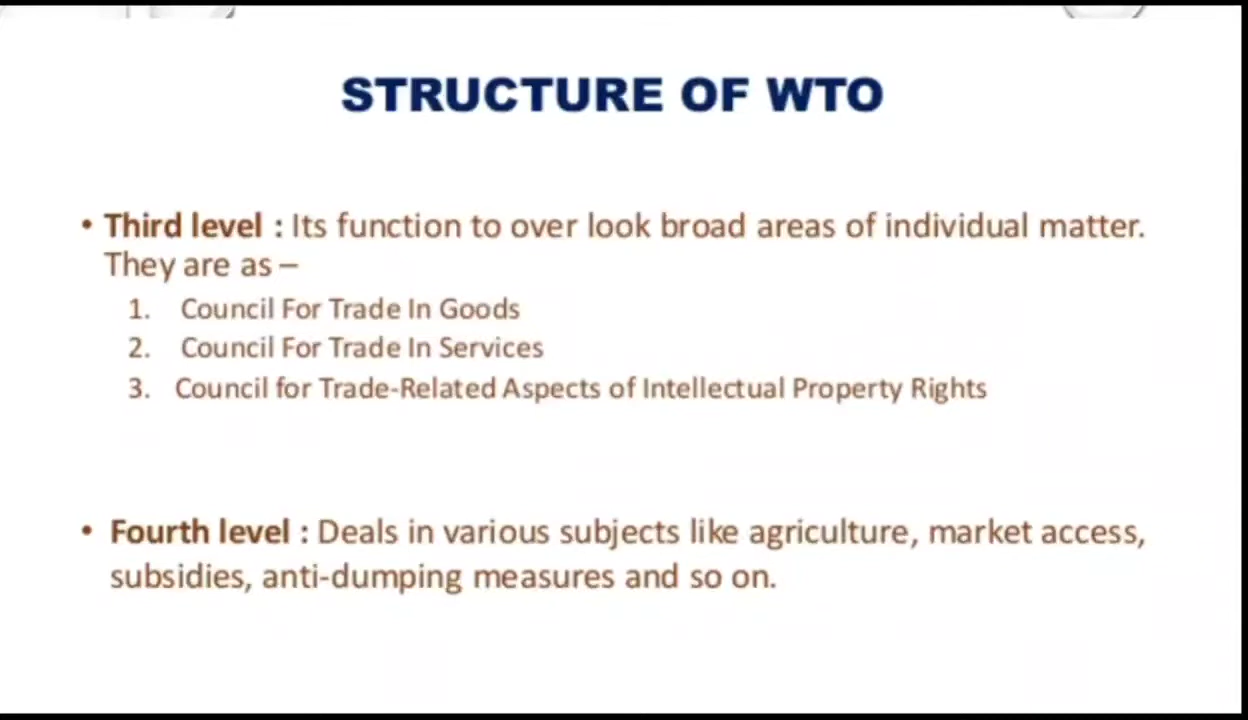 STRUCTURE OF WTO
• Third level : Its function to over look broad areas of individual matter.
They are as –
1. Council For Trade In Goods
2. Council For Trade In Services
3. Council for Trade-Related Aspects of Intellectual Property Rights
• Fourth level : Deals in various subjects like agriculture, market access,
subsidies, anti-dumping measures and so on.